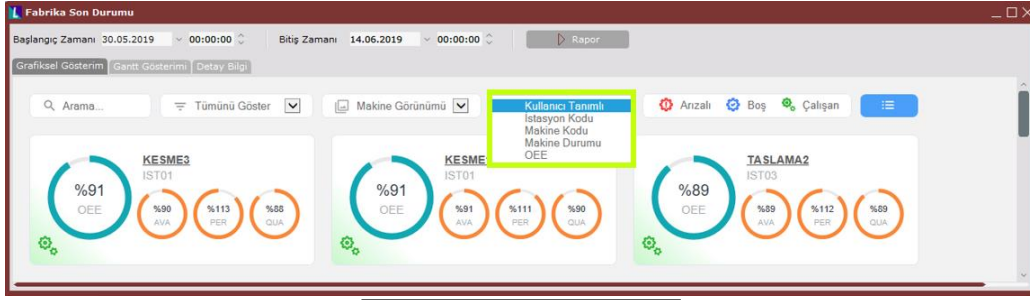 Fabrika Son Durumu
Başlangıç Zamanı 30.05.2019 00:00:00 Bitiş Zamanı 14.06.2019 00:00:00 Rapor
Grafiksel Gösterim Gantt Gösterimi Detay Bilgi
Arama... Tümünü Göster Makine Görünümü Kullanıcı Tanımlı Arızalı Boş Çalışan
İstasyon Kodu
Makine Kodu
Makine Durumu
OEE
KESME3
IST01
%91
OEE
%90 AVA
%113 PER
%88 QUA
KESME
IST01
%91
OEE
%91 AVA
%111 PER
%90 QUA
TASLAMA2
IST03
%89
OEE
%89 AVA
%112 PER
%89 QUA